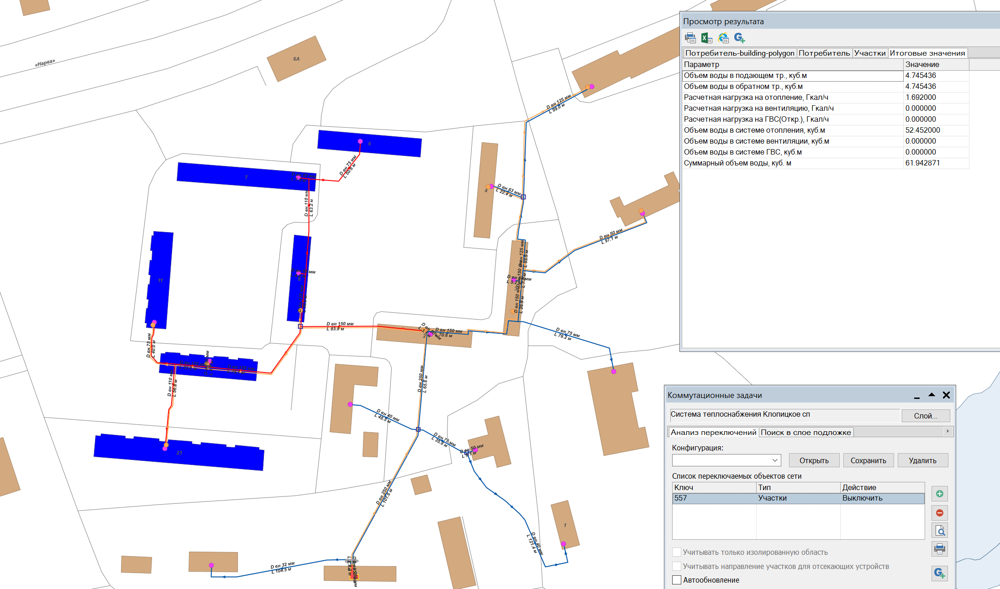 «Нарва»
6А
Просмотр результата
Потребитель-building-polygon Потребитель Участки Итоговые значения
Параметр Значение
Объем воды в подающем тр., куб.м 4.745436
Объем воды в обратном тр., куб.м 4.745436
Расчетная нагрузка на отопление, Гкал/ч 1.692000
Расчетная нагрузка на вентиляцию, Гкал/ч 0.000000
Расчетная нагрузка на ГВС(Откр.), Гкал/ч 0.000000
Объем воды в системе отопления, куб.м 52.452000
Объем воды в системе вентиляции, куб.м 0.000000
Объем воды в системе ГВС, куб.м 0.000000
Суммарный объем воды, куб. м 61.942871
D вн 125 мм
L 99.0 м
6
D вн 75 мм
L 50.6 м
7
D вн 110 мм
L 63.2 м
4
D вн 63 мм
L 22.4 м
D вн 50 мм
L 97.1 м
11
D вн 125 мм
L 53.5 м
3
D вн 150 мм
L 26.9 м
D вн 150 мм
L 83.8 м
2
D вн 150 мм
L 70.6 м
D вн 75 мм
L 79.2 м
D вн 75 мм
L 40.0 м
D вн 110 мм
L 56.8 м
D вн 250 мм
L 65.6 м
D вн 40 мм
L 48.5 м
D вн 75 мм
L 35.8 м
D вн 50 мм
23
D вн 250 мм
L 101.6 м
D вн 40 мм
L 121.4 м
1
D вн 32 мм
L 104.5 м
Коммутационные задачи
Система теплоснабжения Клопицкое сп
Слой...
Анализ переключений Поиск в слое подложке
Конфигурация:
Открыть Сохранить Удалить
Список переключаемых объектов сети
Ключ Тип Действие
557 Участки Выключить
Учитывать только изолированную область
Учитывать направление участков для отсекающих устройств
Автообновление